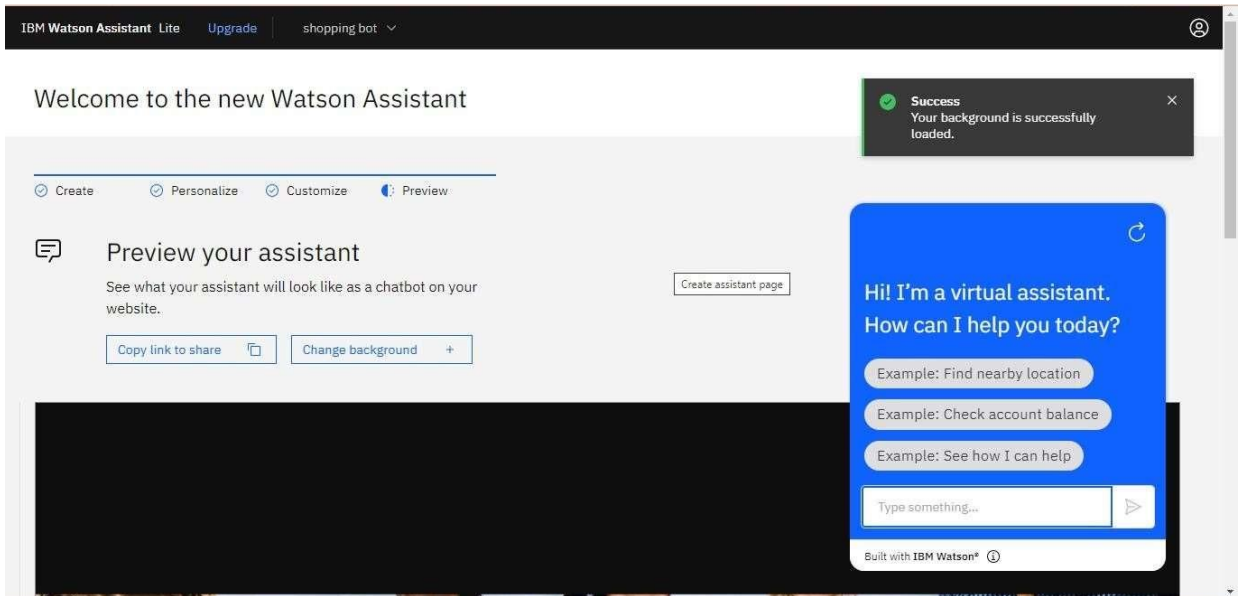 IBM Watson Assistant Lite Upgrade shopping bot
Welcome to the new Watson Assistant
Success
Your background is successfully
loaded.
Create Personalize Customize Preview
Preview your assistant
See what your assistant will look like as a chatbot on your
website.
Copy link to share
Change background +
Create assistant page
Hi! I'm a virtual assistant.
How can I help you today?
Example: Find nearby location
Example: Check account balance
Example: See how I can help
Type something...
Built with IBM Watson®